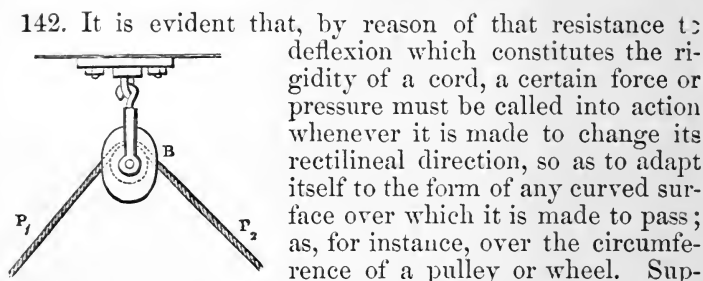 142. It is evident that, by reason of that resistance to
deflexion which constitutes the ri-
gidity of a cord, a certain force or
pressure must be called into action
whenever it is made to change its
rectilineal direction, so as to adapt
itself to the form of any curved sur-
face over which it is made to pass;
as, for instance, over the circumfe-
rence of a pulley or wheel. Sup-
B
P₁
P₂